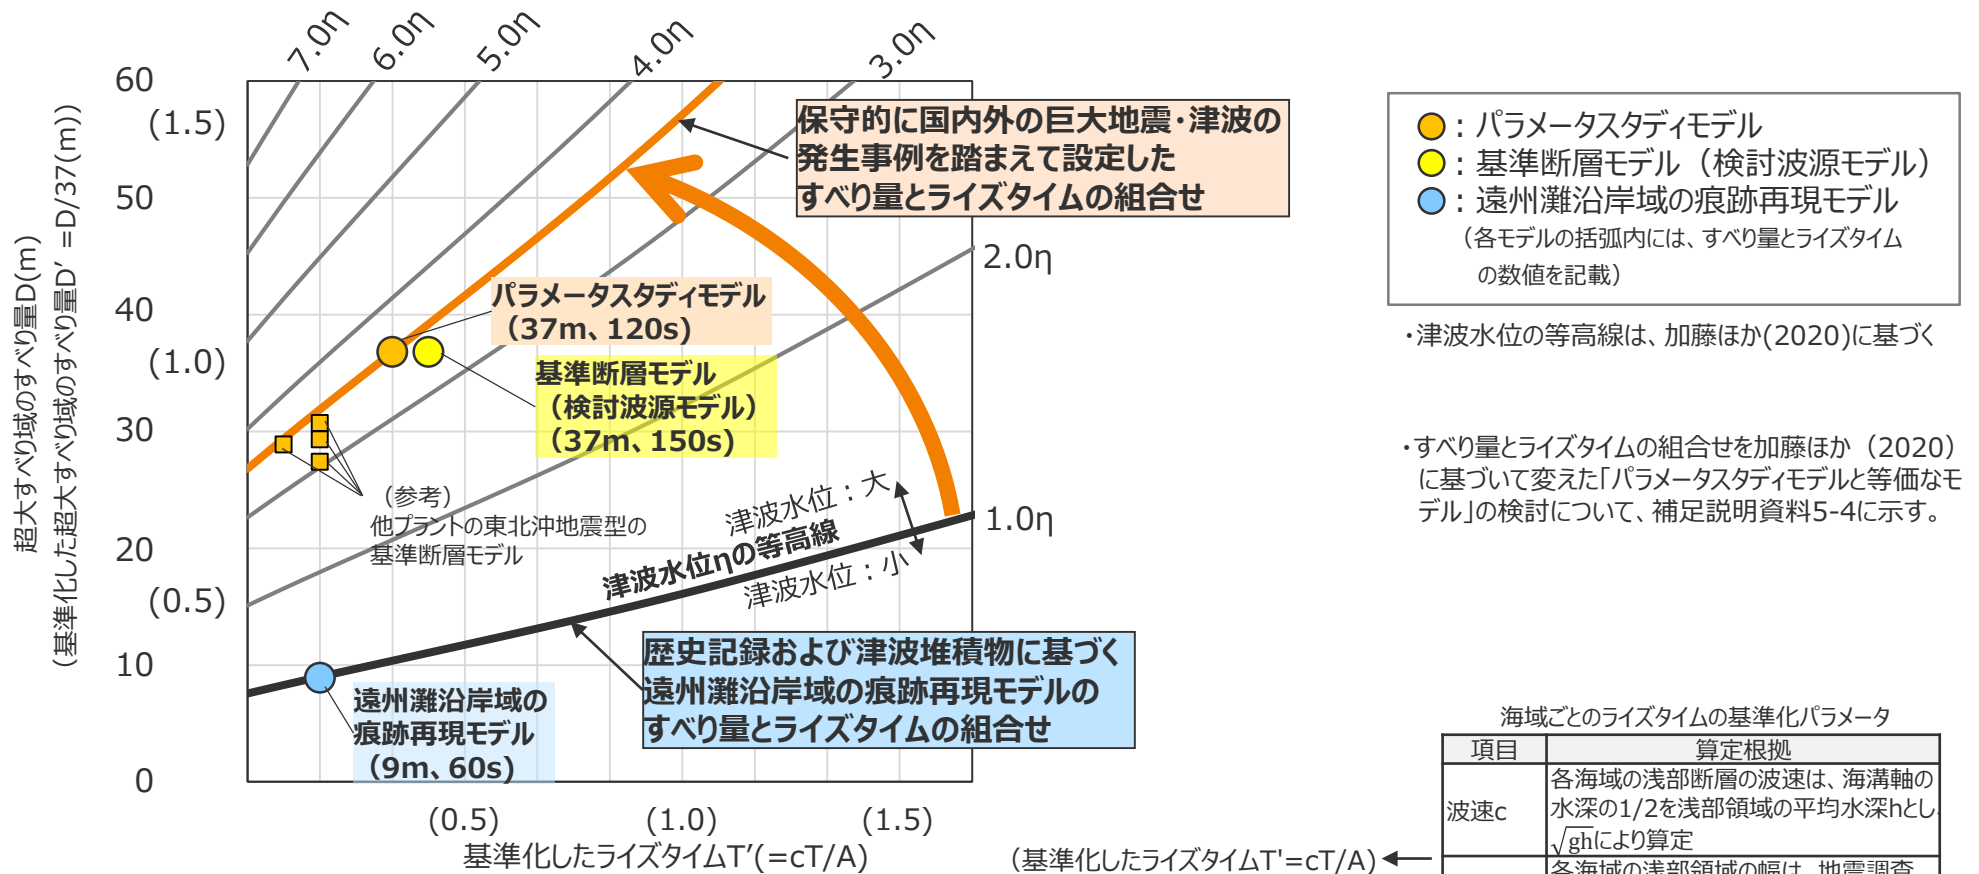 7.0η
6.0η
5.0η
4.0η
3.0η
60
(1.5)
50
40
(1.0)
30
20
(0.5)
10
0
超大すべり域のすべり量D(m)
(基準化した超大すべり域のすべり量D’ =D/37(m))
保守的に国内外の巨大地震・津波の
発生事例を踏まえて設定した
すべり量とライズタイムの組合せ
2.0η
パラメータスタディモデル
（37m、120s）
基準断層モデル
（検討波源モデル）
（37m、150s）
（参考）
他プラントの東北沖地震型の
基準断層モデル
津波水位：大
津波水位ηの等高線
津波水位：小
1.0η
歴史記録および津波堆積物に基づく
遠州灘沿岸域の痕跡再現モデルの
すべり量とライズタイムの組合せ
遠州灘沿岸域の
痕跡再現モデル
（9m、60s）
(0.5)
(1.0)
(1.5)
基準化したライズタイムT’(=cT/A)
：パラメータスタディモデル
：基準断層モデル（検討波源モデル）
：遠州灘沿岸域の痕跡再現モデル
（各モデルの括弧内には、すべり量とライズタイム
の数値を記載）
・津波水位の等高線は、加藤ほか(2020)に基づく
・すべり量とライズタイムの組合せを加藤ほか（2020）
に基づいて変えた「パラメータスタディモデルと等価なモ
デル」の検討について、補足説明資料5-4に示す。
海域ごとのライズタイムの基準化パラメータ
項目
算定根拠
波速c
各海域の浅部断層の波速は、海溝軸の
水深の1/2を浅部領域の平均水深hとし、
√ghにより算定
各海域の浅部領域の幅は、地震調査
（基準化したライズタイムT'=cT/A）